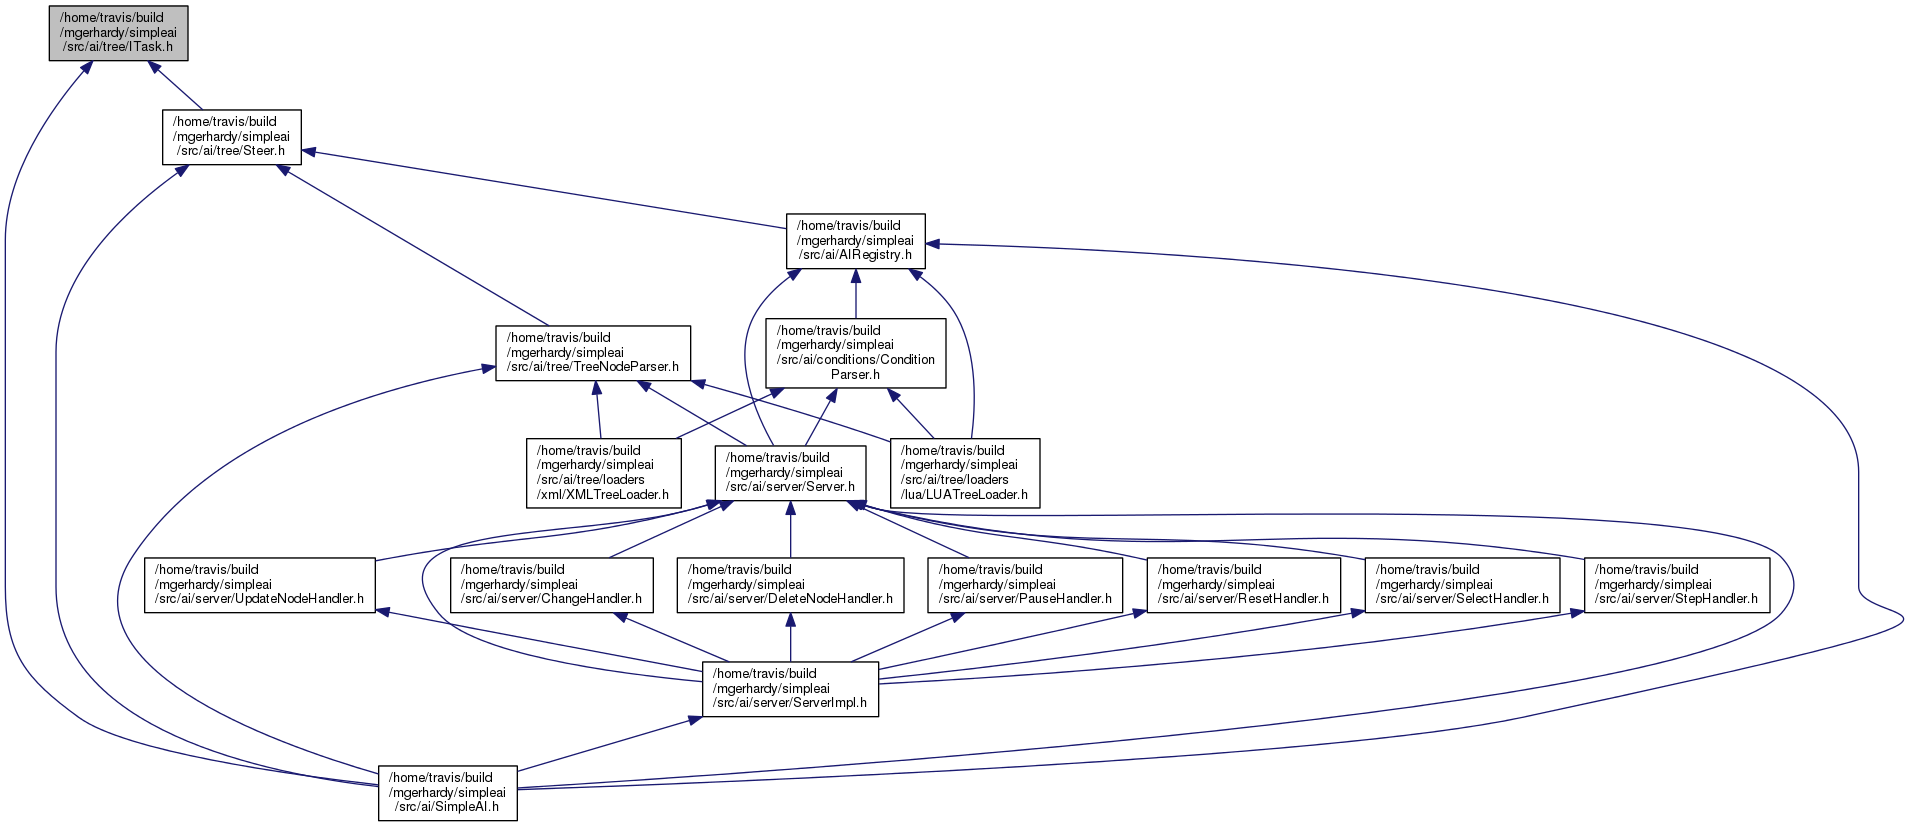 /home/travis/build
/mgerhardy/simpleai
/src/ai/tree/ITask.h
/home/travis/build
/mgerhardy/simpleai
/src/ai/tree/Steer.h
/home/travis/build
/mgerhardy/simpleai
/src/ai/AIRegistry.h
/home/travis/build
/mgerhardy/simpleai
/src/ai/tree/TreeNodeParser.h
/home/travis/build
/mgerhardy/simpleai
/src/ai/conditions/Condition
Parser.h
/home/travis/build
/mgerhardy/simpleai
/src/ai/tree/loaders
/xml/XMLTreeLoader.h
/home/travis/build
/mgerhardy/simpleai
/src/ai/server/Server.h
/home/travis/build
/mgerhardy/simpleai
/src/ai/tree/loaders
/lua/LUATreeLoader.h
/home/travis/build
/mgerhardy/simpleai
/src/ai/server/UpdateNodeHandler.h
/home/travis/build
/mgerhardy/simpleai
/src/ai/server/ChangeHandler.h
/home/travis/build
/mgerhardy/simpleai
/src/ai/server/DeleteNodeHandler.h
/home/travis/build
/mgerhardy/simpleai
/src/ai/server/PauseHandler.h
/home/travis/build
/mgerhardy/simpleai
/src/ai/server/ResetHandler.h
/home/travis/build
/mgerhardy/simpleai
/src/ai/server/SelectHandler.h
/home/travis/build
/mgerhardy/simpleai
/src/ai/server/StepHandler.h
/home/travis/build
/mgerhardy/simpleai
/src/ai/server/ServerImpl.h
/home/travis/build
/mgerhardy/simpleai
/src/ai/SimpleAI.h